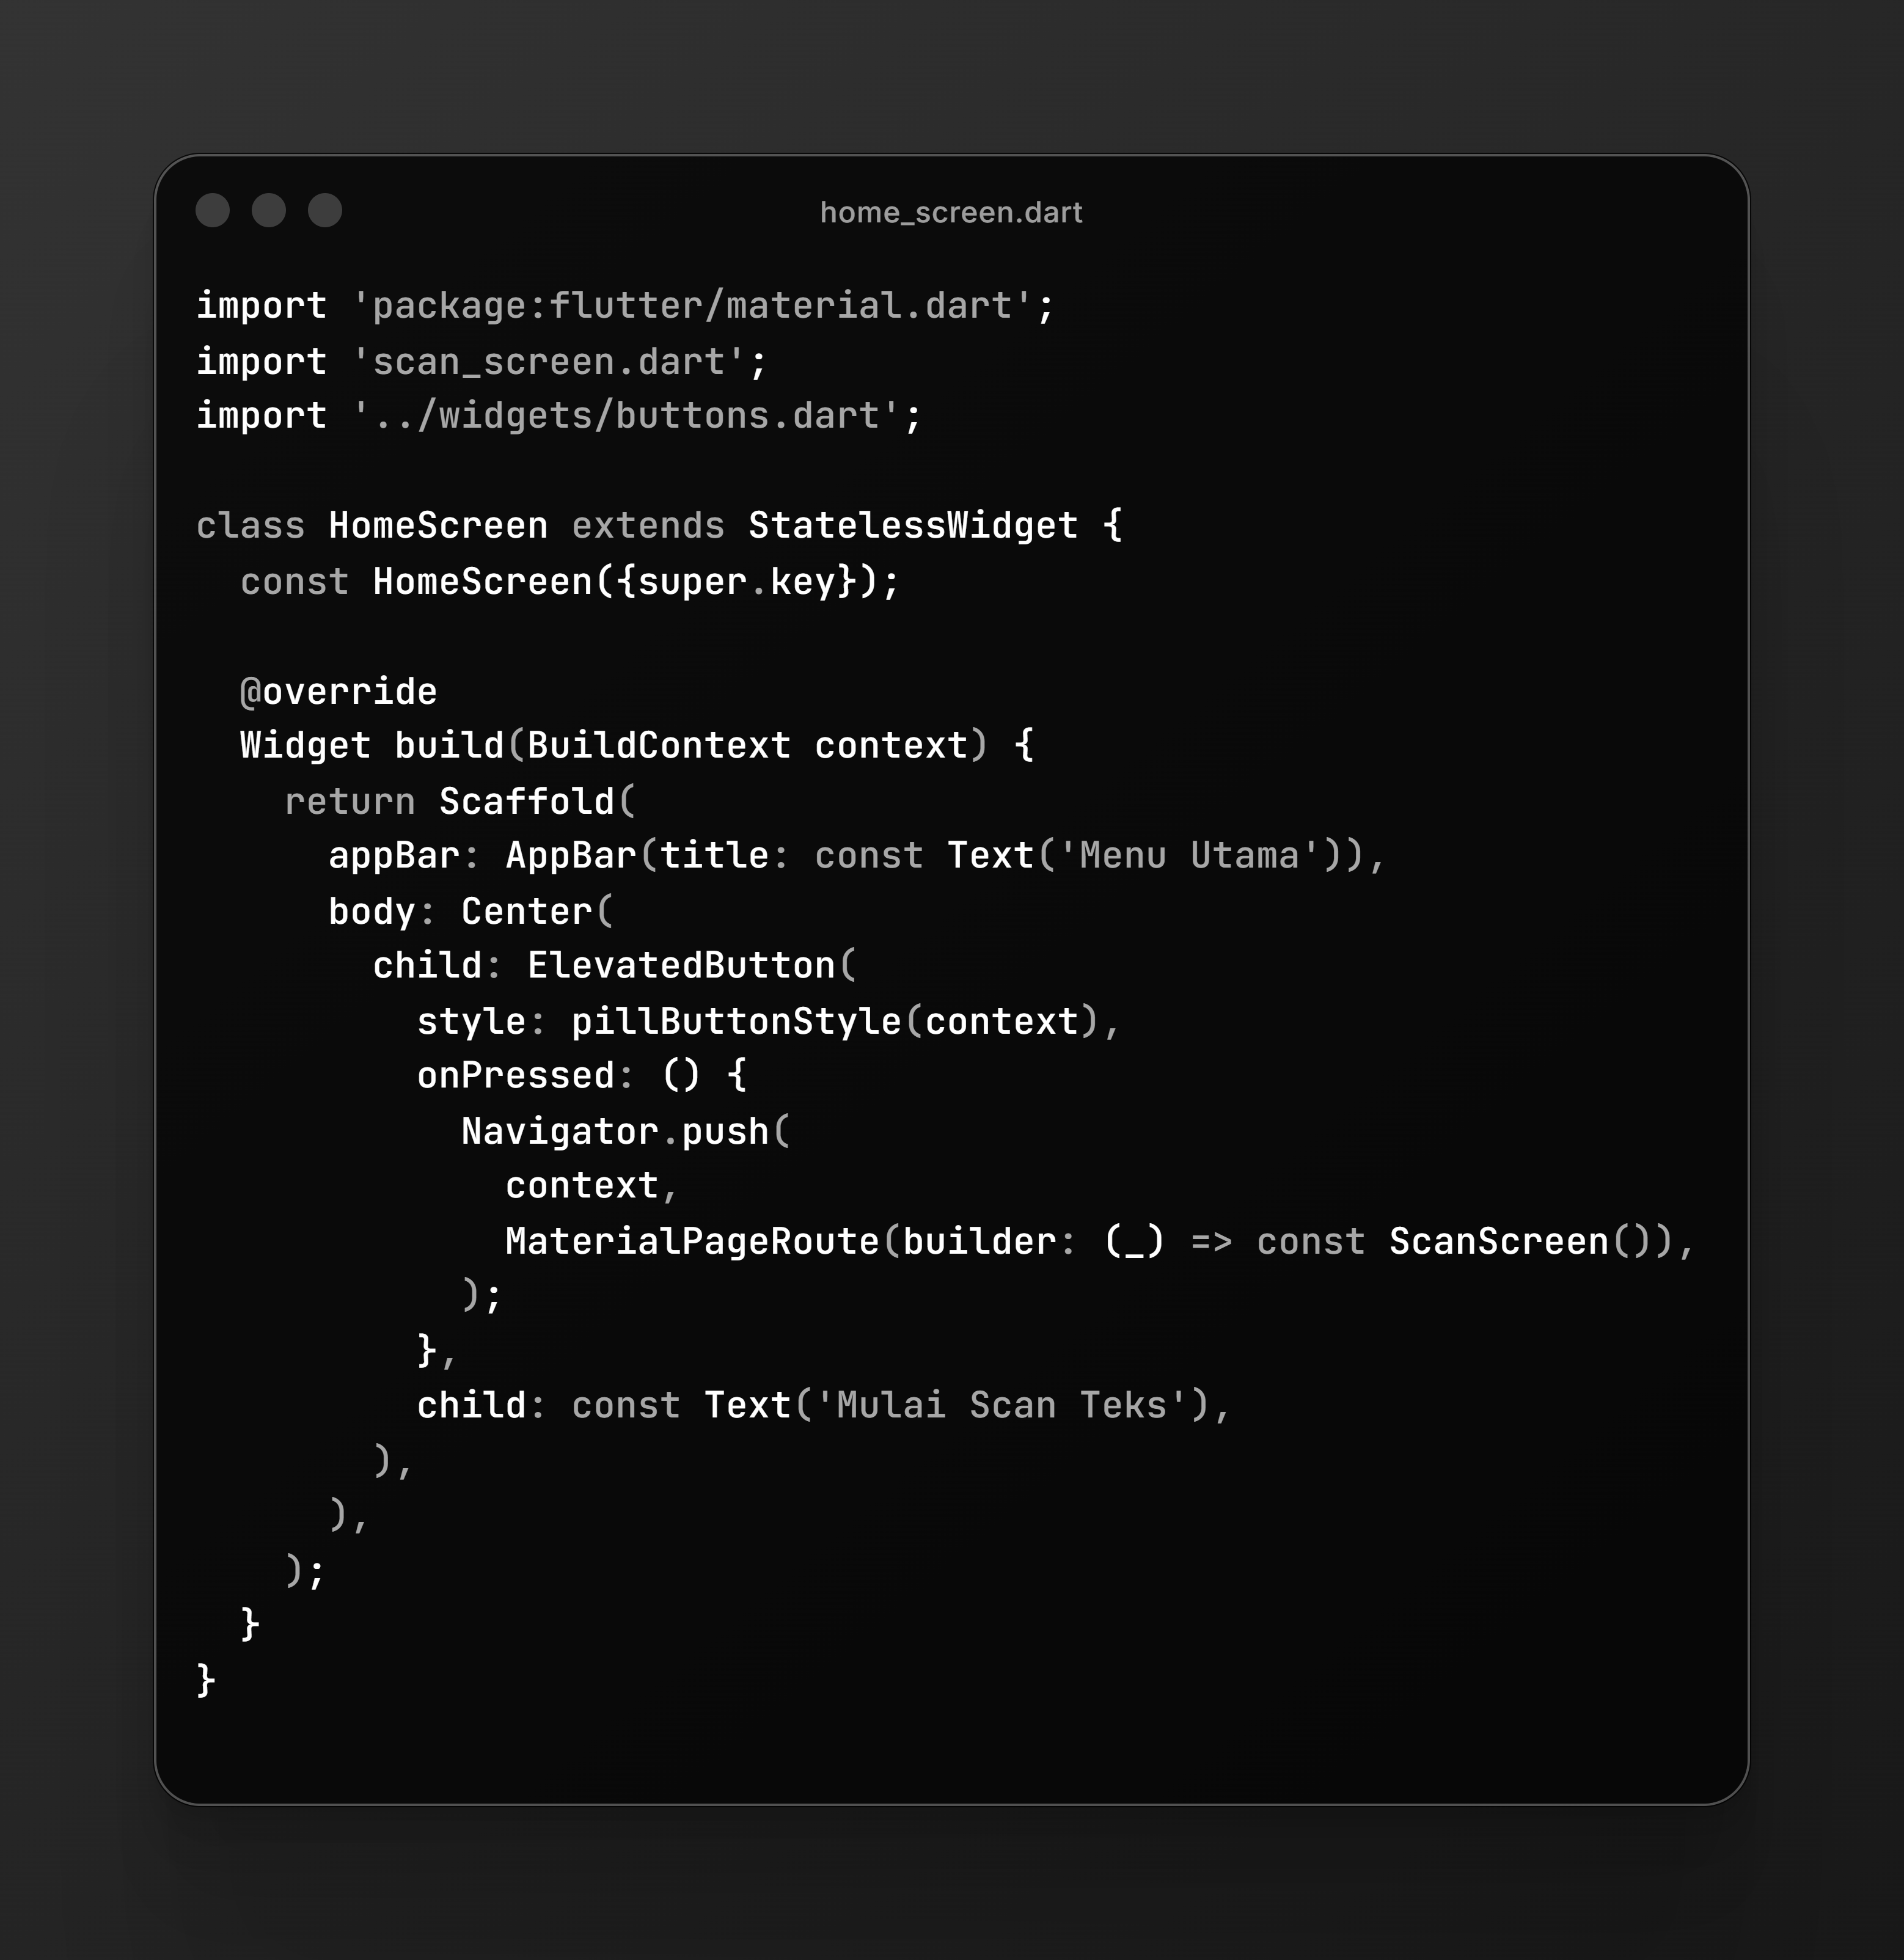 home_screen.dart
import 'package:flutter/material.dart';
import 'scan_screen.dart';
import '../widgets/buttons.dart';

class HomeScreen extends StatelessWidget {
  const HomeScreen({super.key});

  @override
  Widget build(BuildContext context) {
    return Scaffold(
      appBar: AppBar(title: const Text('Menu Utama')),
      body: Center(
        child: ElevatedButton(
          style: pillButtonStyle(context),
          onPressed: () {
            Navigator.push(
              context,
              MaterialPageRoute(builder: (_) => const ScanScreen()),
            );
          },
          child: const Text('Mulai Scan Teks'),
        ),
      ),
    );
  }
}